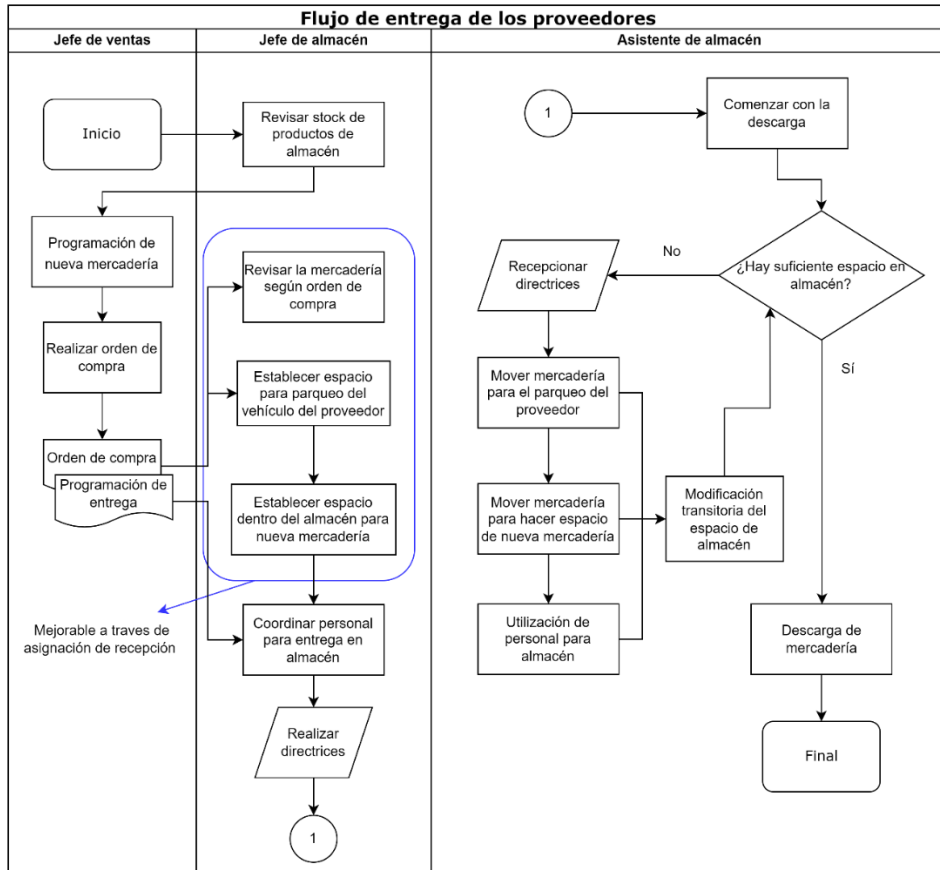 Flujo de entrega de los proveedores
Jefe de ventas
Jefe de almacén
Asistente de almacén
Inicio
Revisar stock de
productos de
almacén
Programación de
nueva mercadería
Realizar orden de
compra
Orden de compra
Programación de
entrega
Mejorable a traves de
asignación de recepción
Revisar la mercadería
según orden de
compra
Establecer espacio
para parqueo del
vehículo del proveedor
Establecer espacio
dentro del almacén para
nueva mercadería
Coordinar personal
para entrega en
almacén
Realizar
directrices
1
1
Comenzar con la
descarga
¿Hay suficiente espacio en
almacén?
No
Sí
Recepcionar
directrices
Mover mercadería
para el parqueo del
proveedor
Mover mercadería
para hacer espacio
de nueva mercadería
Utilización de
personal para
almacén
Modificación
transitoria del
espacio de
almacén
Descarga de
mercadería
Final